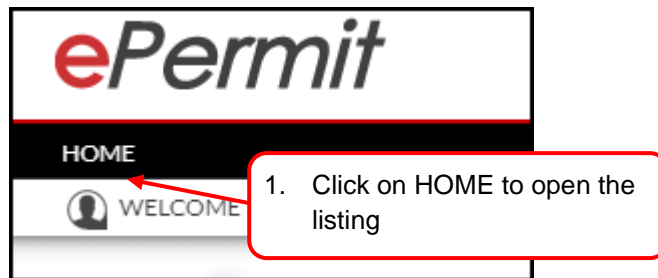 ePermit
HOME
WELCOME
1. Click on HOME to open the
listing